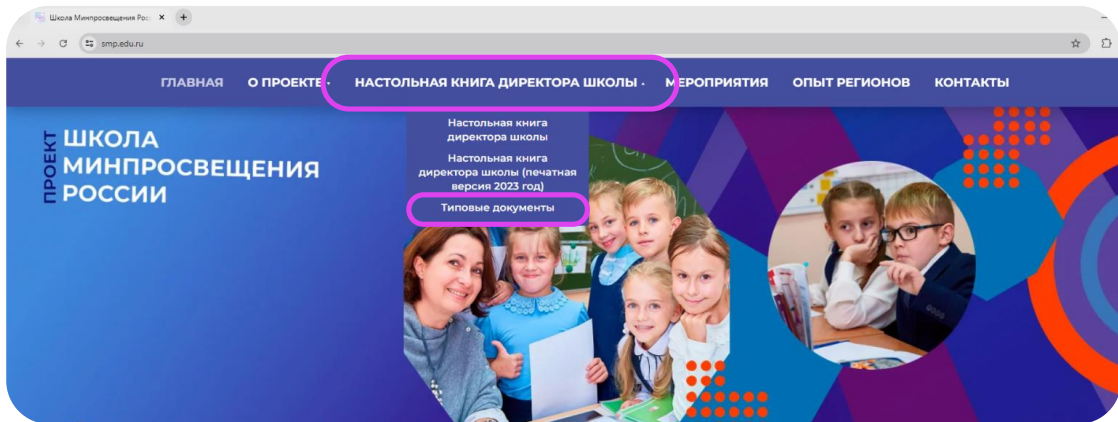 Школа Минпросвещения Рос
smp.edu.ru
ГЛАВНАЯ О ПРОЕКТЕ НАСТОЛЬНАЯ КНИГА ДИРЕКТОРА ШКОЛЫ МЕРОПРИЯТИЯ ОПЫТ РЕГИОНОВ КОНТАКТЫ
Настольная книга
директора школы
Настольная книга
директора школы (печатная
версия 2023 год)
Типовые документы
ПРОЕКТ
ШКОЛА
МИНПРОСВЕЩЕНИЯ
РОССИИ